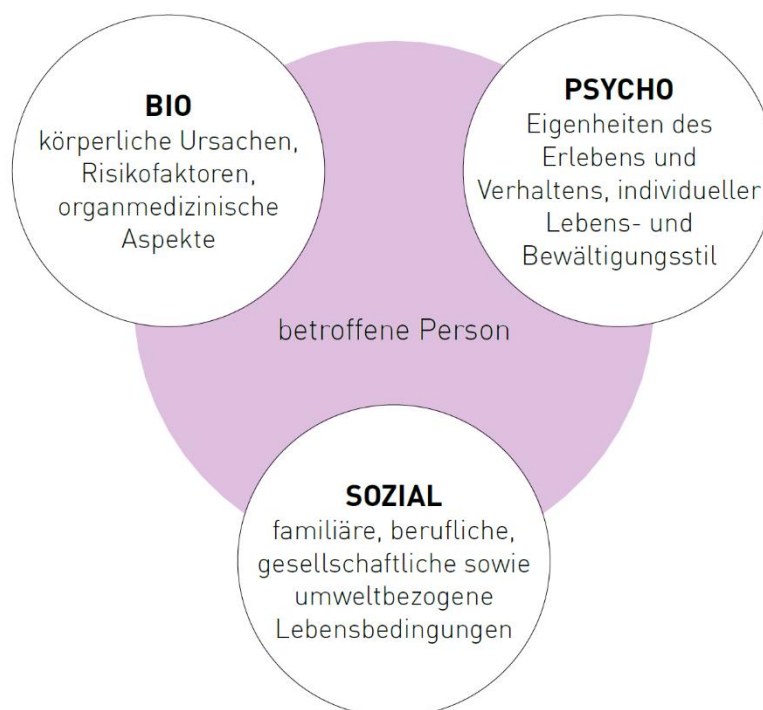 BIO
körperliche Ursachen,
Risikofaktoren,
organmedizinische
Aspekte
PSYCHO
Eigenheiten des
Erlebens und
Verhaltens, individueller
Lebens- und
Bewältigungsstil
betroffene Person
SOZIAL
familiäre, berufliche,
gesellschaftliche sowie
umweltbezogene
Lebensbedingungen